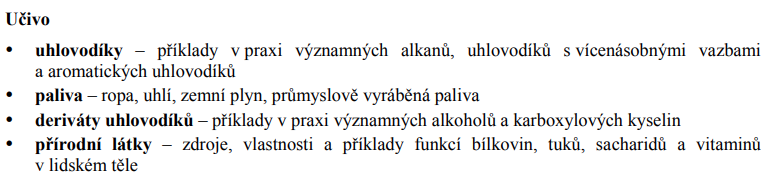 Učivo
• uhlovodíky – příklady v praxi významných alkanů, uhlovodíků s vícenásobnými vazbami
a aromatických uhlovodíků
• paliva – ropa, uhlí, zemní plyn, průmyslově vyráběná paliva
• deriváty uhlovodíků – příklady v praxi významných alkoholů a karboxylových kyselin
• přírodní látky – zdroje, vlastnosti a příklady funkcí bílkovin, tuků, sacharidů a vitaminů
v lidském těle